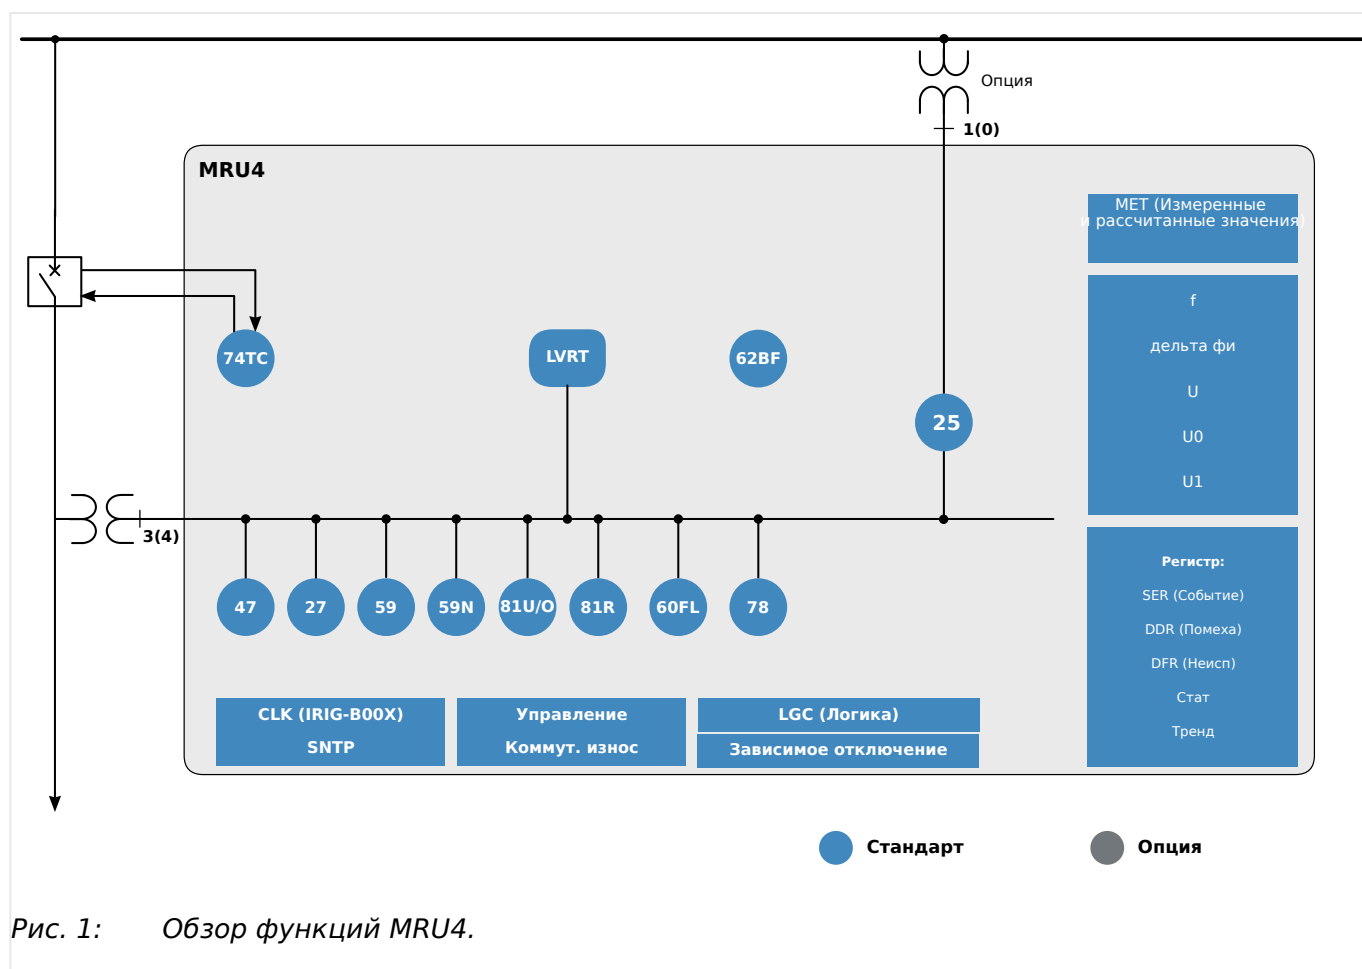 Опция
1(0)
MRU4
MET (Измеренные
и рассчитанные значения)
f
дельта фи
U
U0
U1
74TC
LVRT
62BF
25
3(4)
47
27
59
59N
81U/O
81R
60FL
78
Регистр:
SER (Событие)
DDR (Помеха)
DFR (Неисп)
Стат
Тренд
CLK (IRIG-B00X)
SNTP
Управление
Коммут. износ
LGC (Логика)
Зависимое отключение
Стандарт
Опция
Рис. 1: Обзор функций MRU4.